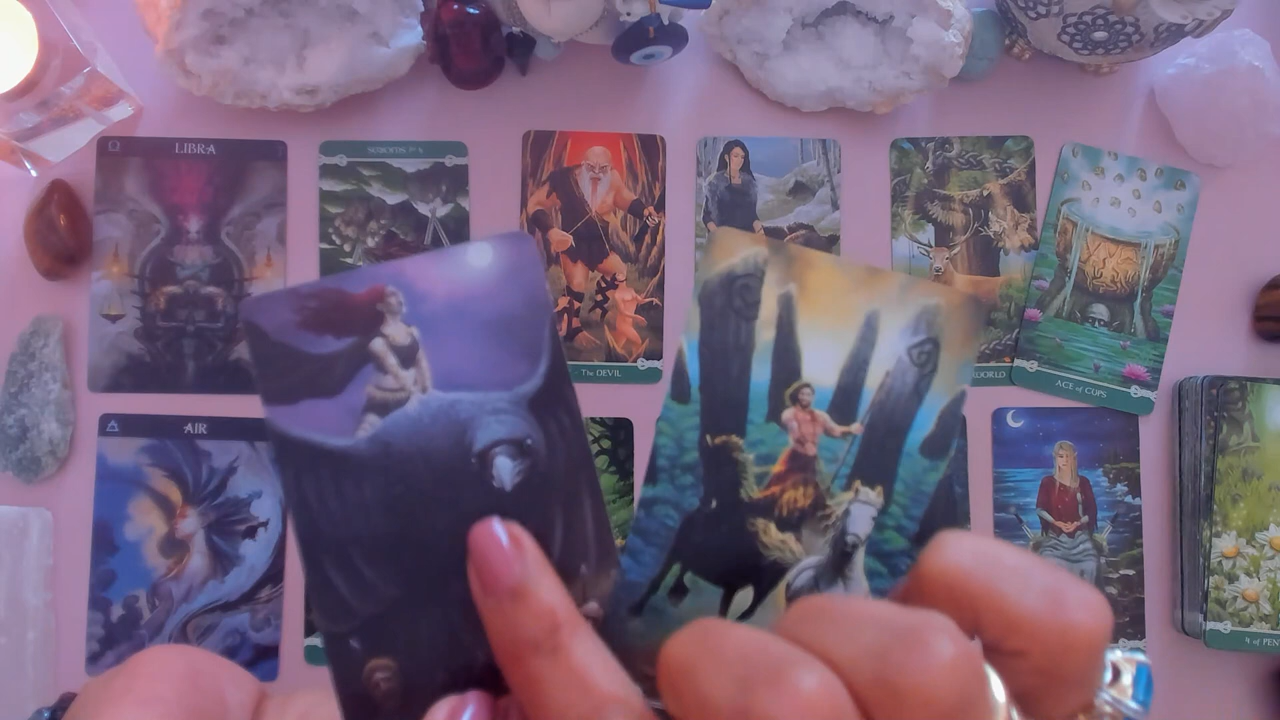 LIBRA
The DEVIL
WORLD
ACE of CUPS
AIR
4 of PEN